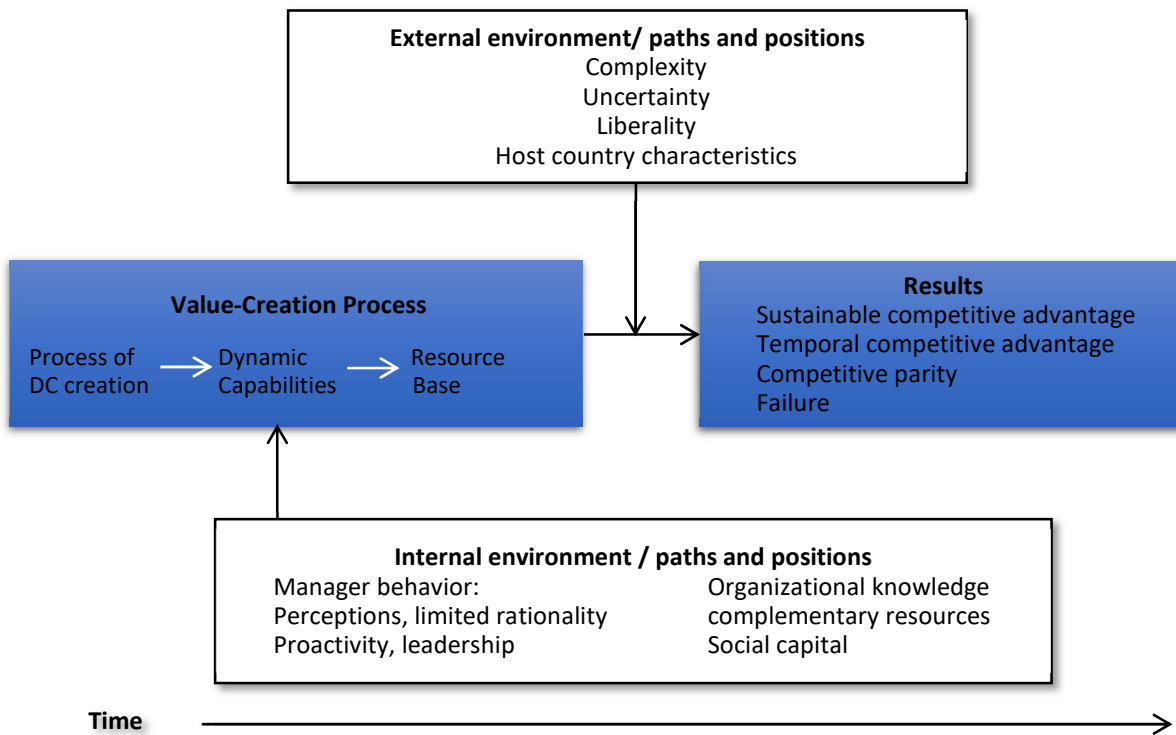 External environment/ paths and positions
Complexity
Uncertainty
Liberality
Host country characteristics
Value-Creation Process
Process of
DC creation
Dynamic
Capabilities
Resource
Base
Results
Sustainable competitive advantage
Temporal competitive advantage
Competitive parity
Failure
Internal environment / paths and positions
Manager behavior:
Perceptions, limited rationality
Proactivity, leadership
Organizational knowledge
complementary resources
Social capital
Time